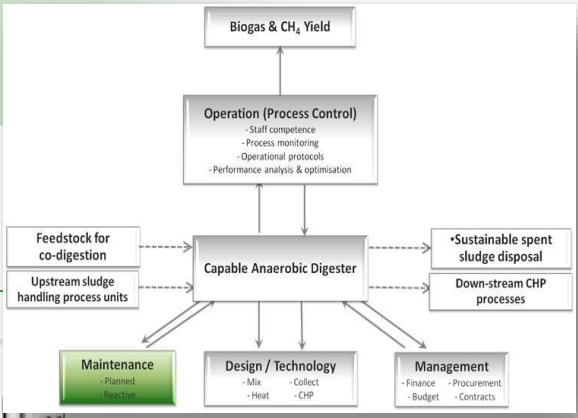 Biogas & CH₄ Yield
Operation (Process Control)
- Staff competence
- Process monitoring
- Operational protocols
- Performance analysis & optimisation
Feedstock for
co-digestion
Upstream sludge
handling process units
Capable Anaerobic Digester
•Sustainable spent
sludge disposal
Down-stream CHP
processes
Maintenance
- Planned
- Reactive
Design / Technology
- Mix - Collect
- Heat - CHP
Management
- Finance - Procurement
- Budget - Contracts